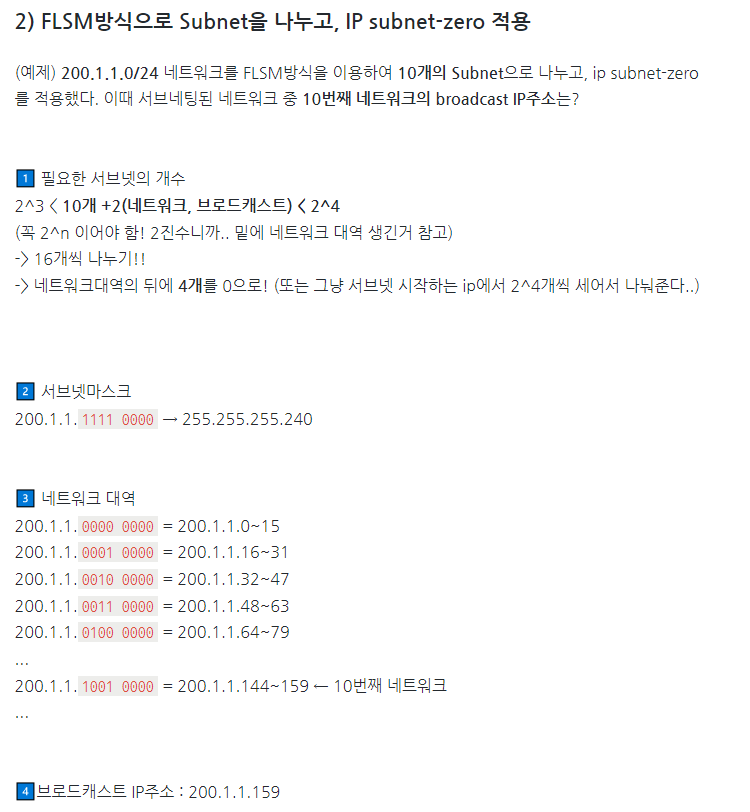 2) FLSM방식으로 Subnet을 나누고, IP subnet-zero 적용
(예제) 200.1.1.0/24 네트워크를 FLSM방식을 이용하여 10개의 Subnet으로 나누고, ip subnet-zero
를 적용했다. 이때 서브네팅된 네트워크 중 10번째 네트워크의 broadcast IP주소는?
1 필요한 서브넷의 개수
2^3 < 10개 +2(네트워크, 브로드캐스트) < 2^4
(꼭 2^n 이어야 함! 2진수니까.. 밑에 네트워크 대역 생긴거 참고)
-> 16개씩 나누기!!
-> 네트워크대역의 뒤에 4개를 0으로! (또는 그냥 서브넷 시작하는 ip에서 2^4개씩 세어서 나눠준다..)
2 서브넷마스크
200.1.1.1111 0000 → 255.255.255.240
3 네트워크 대역
200.1.1.0000 0000 = 200.1.1.0~15
200.1.1.0001 0000 = 200.1.1.16~31
200.1.1.0010 0000 = 200.1.1.32~47
200.1.1.0011 0000 = 200.1.1.48~63
200.1.1.0100 0000 = 200.1.1.64~79
...
200.1.1.1001 0000 = 200.1.1.144~159 ← 10번째 네트워크
...
4 브로드캐스트 IP주소 : 200.1.1.159